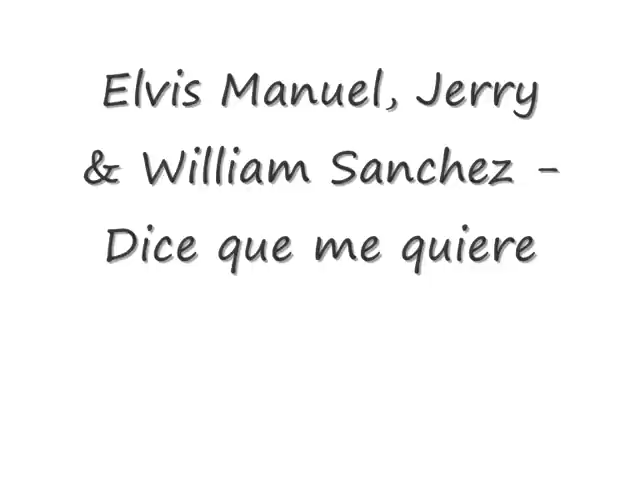 Elvis Manuel, Jerry
& William Sanchez -
Dice que me quiere